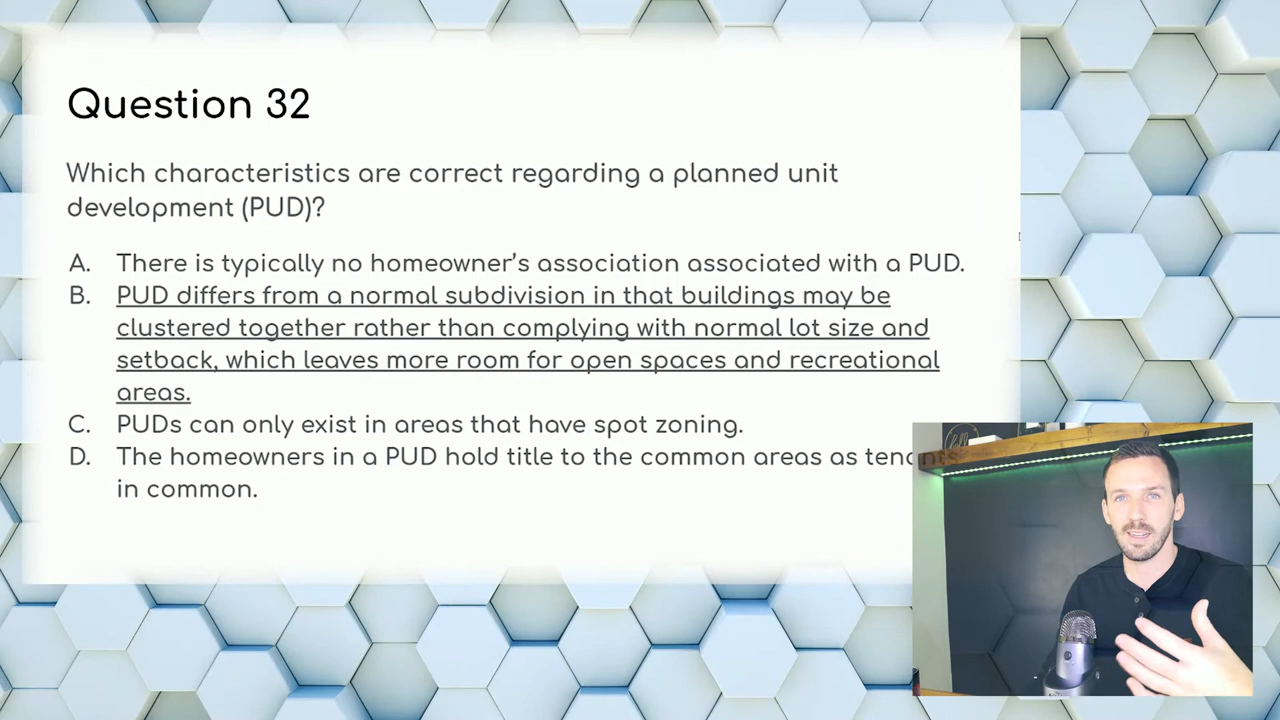 Question 32
Which characteristics are correct regarding a planned unit
development (PUD)?
A. There is typically no homeowner's association associated with a PUD.
B. PUD differs from a normal subdivision in that buildings may be
clustered together rather than complying with normal lot size and
setback, which leaves more room for open spaces and recreational
areas.
C. PUDs can only exist in areas that have spot zoning.
D. The homeowners in a PUD hold title to the common areas as tenants
in common.